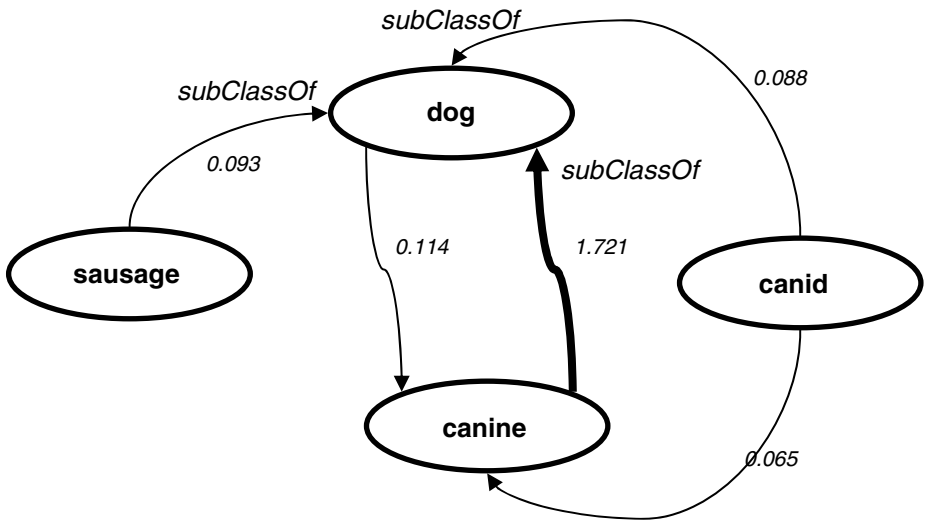 subClassOf
dog
0.088
subClassOf
0.093
subClassOf
0.114
1.721
sausage
canid
canine
0.065